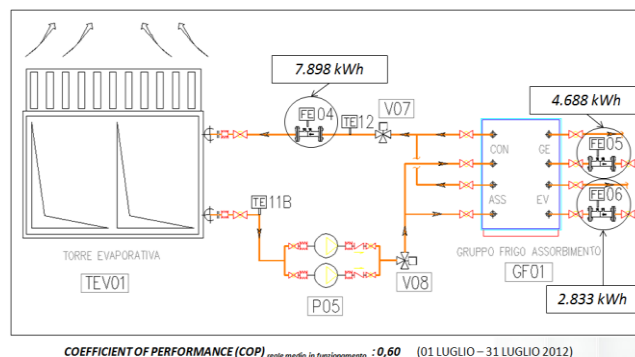 7.898 kWh
4.688 kWh
FE 04
TE 12
V07
CON
GE
FE 05
ASS
EV
FE 06
TE 11B
TORRE EVAPORATIVA
TEV01
P05
V08
GRUPPO FRIGO ASSORBIMENTO
GF01
2.833 kWh
COEFFICIENT OF PERFORMANCE (COP) reale medio in funzionamento : 0,60 (01 LUGLIO – 31 LUGLIO 2012)